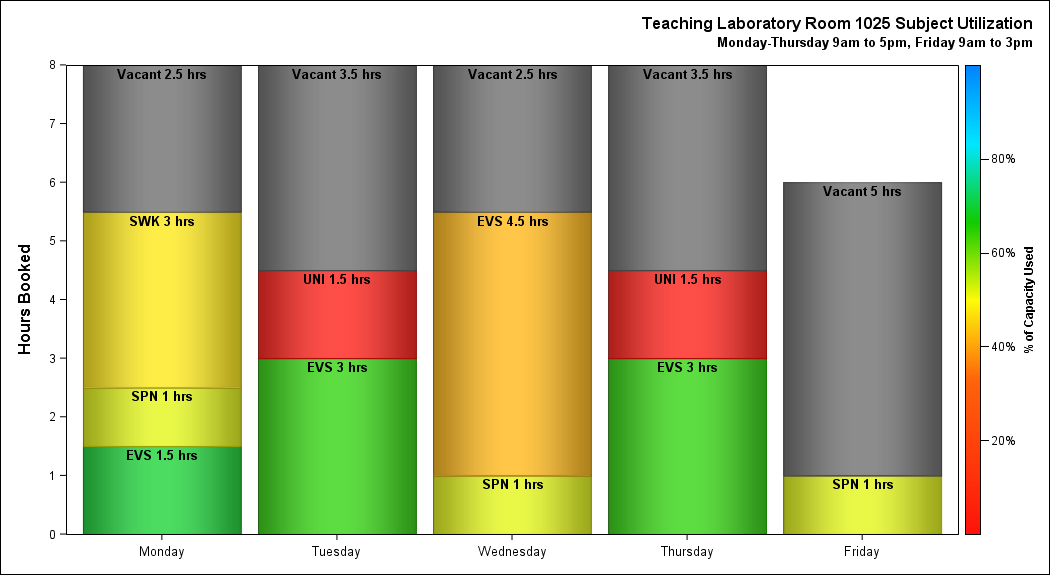 Teaching Laboratory Room 1025 Subject Utilization
Monday-Thursday 9am to 5pm, Friday 9am to 3pm
Hours Booked
8
7
6
5
4
3
2
1
0
Vacant 2.5 hrs
SWK 3 hrs
SPN 1 hrs
EVS 1.5 hrs
Vacant 3.5 hrs
UNI 1.5 hrs
EVS 3 hrs
Vacant 2.5 hrs
EVS 4.5 hrs
SPN 1 hrs
Vacant 3.5 hrs
UNI 1.5 hrs
EVS 3 hrs
Vacant 5 hrs
SPN 1 hrs
Monday
Tuesday
Wednesday
Thursday
Friday
80%
60%
40%
20%
% of Capacity Used